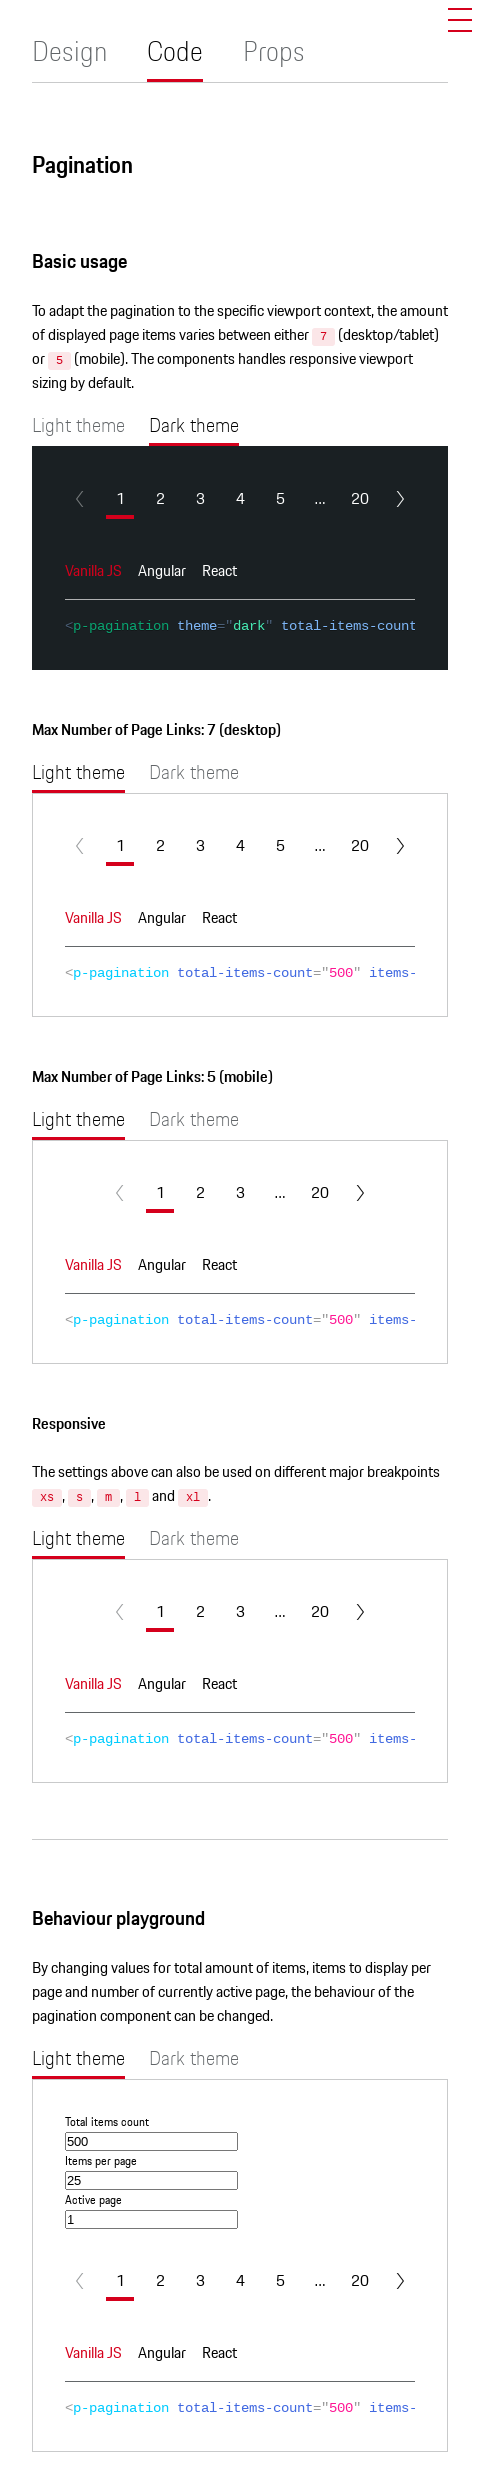 Design Code Props
Pagination
Basic usage
To adapt the pagination to the specific viewport context, the amount
of displayed page items varies between either 7 (desktop/tablet)
or 5 (mobile). The components handles responsive viewport
sizing by default.
Light theme Dark theme
1 2 3 4 5 ... 20
Vanilla JS Angular React
<p-pagination theme="dark" total-items-count
Max Number of Page Links: 7 (desktop)
Light theme Dark theme
1 2 3 4 5 ... 20
Vanilla JS Angular React
<p-pagination total-items-count="500" items-
Max Number of Page Links: 5 (mobile)
Light theme Dark theme
1 2 3 ... 20
Vanilla JS Angular React
<p-pagination total-items-count="500" items-
Responsive
The settings above can also be used on different major breakpoints
xs, s, m, l and xl.
Light theme Dark theme
1 2 3 ... 20
Vanilla JS Angular React
<p-pagination total-items-count="500" items-
Behaviour playground
By changing values for total amount of items, items to display per
page and number of currently active page, the behaviour of the
pagination component can be changed.
Light theme Dark theme
Total items count
500
Items per page
25
Active page
1
1 2 3 4 5 ... 20
Vanilla JS Angular React
<p-pagination total-items-count="500" items-